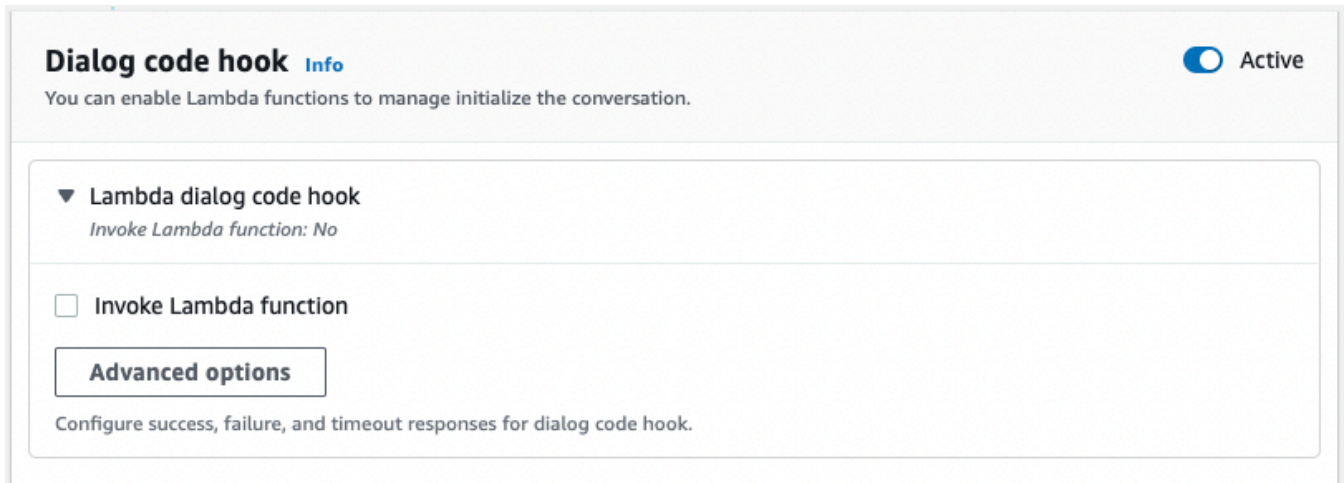 Dialog code hook Info
Active
You can enable Lambda functions to manage initialize the conversation.
Lambda dialog code hook
Invoke Lambda function: No
Invoke Lambda function
Advanced options
Configure success, failure, and timeout responses for dialog code hook.